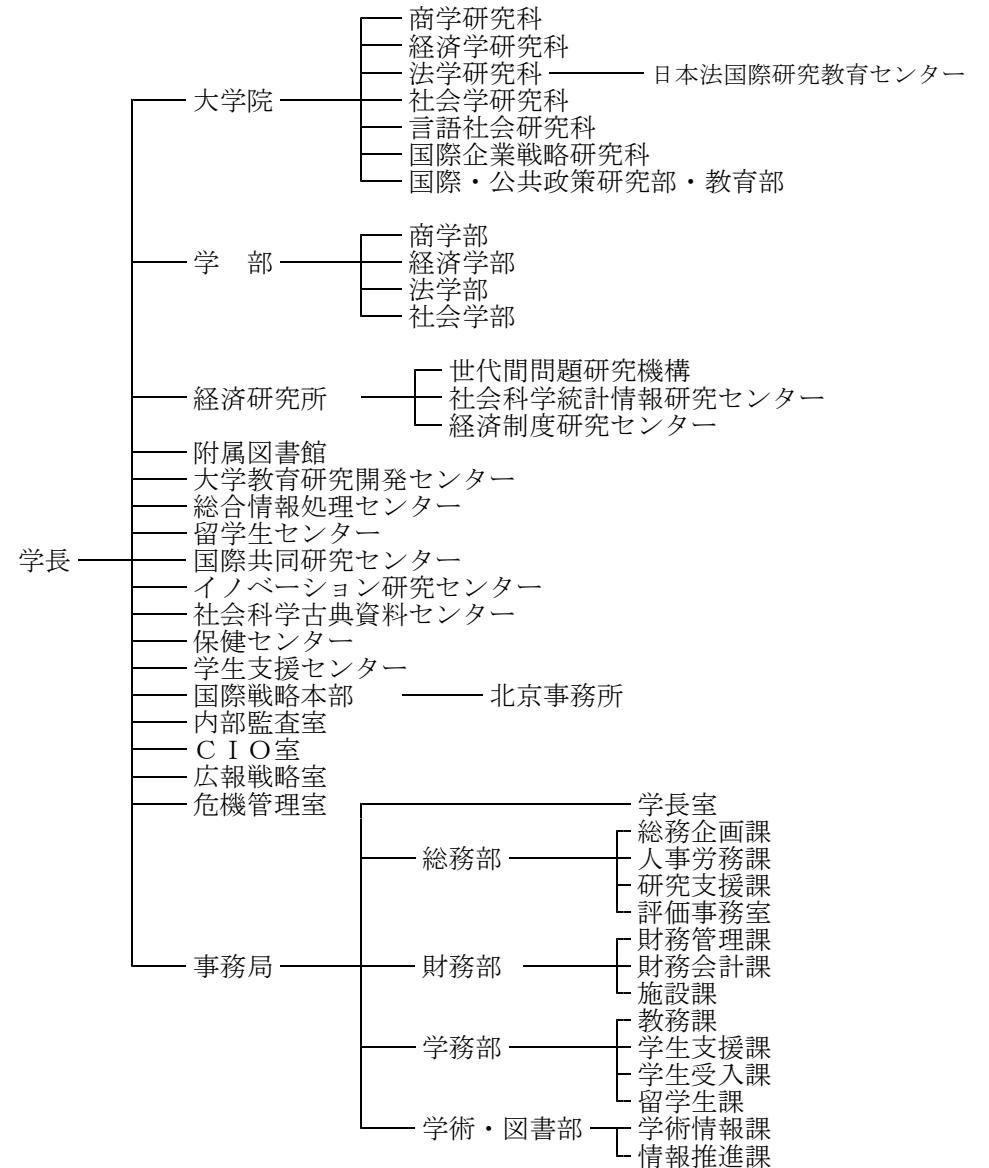 商学研究科
経済学研究科
法学研究科 日本法国際研究教育センター
大学院 社会学研究科
言語社会研究科
国際企業戦略研究科
国際・公共政策研究部・教育部
商学部
学　部 経済学部
法学部
社会学部
世代間問題研究機構
経済研究所 社会科学統計情報研究センター
経済制度研究センター
附属図書館
大学教育研究開発センター
総合情報処理センター
留学生センター
学長 国際共同研究センター
イノベーション研究センター
社会科学古典資料センター
保健センター
学生支援センター
国際戦略本部 北京事務所
内部監査室
ＣＩＯ室
広報戦略室
危機管理室 学長室
総務企画課
総務部 人事労務課
研究支援課
評価事務室
財務管理課
事務局 財務部 財務会計課
施設課
教務課
学務部 学生支援課
学生受入課
留学生課
学術・図書部 学術情報課
情報推進課